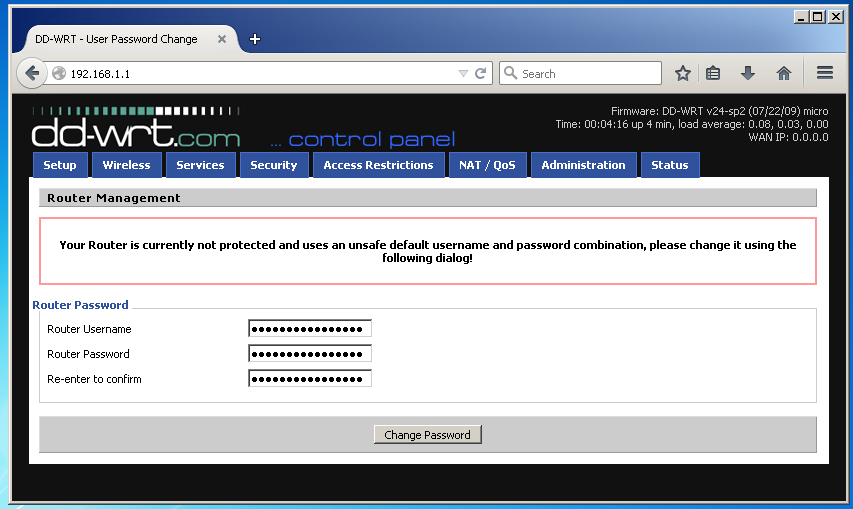 DD-WRT - User Password Change
192.168.1.1
Search
dd-wrt.com ... control panel
Firmware: DD-WRT v24-sp2 (07/22/09) micro
Time: 00:04:16 up 4 min, load average: 0.08, 0.03, 0.00
WAN IP: 0.0.0.0
Setup Wireless Services Security Access Restrictions NAT / QoS Administration Status
Router Management
Your Router is currently not protected and uses an unsafe default username and password combination, please change it using the
following dialog!
Router Password
Router Username ●●●●●●●●●●●●●●●●
Router Password ●●●●●●●●●●●●●●●●
Re-enter to confirm ●●●●●●●●●●●●●●●●
Change Password